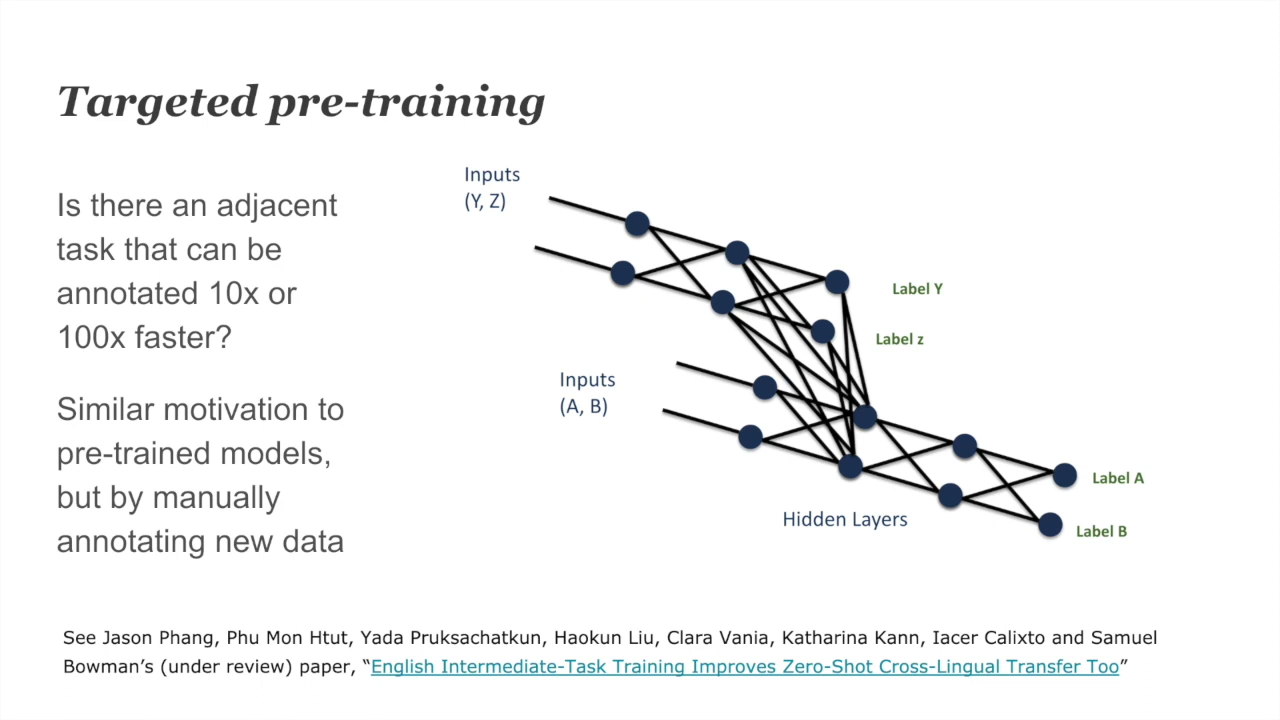 Targeted pre-training
Is there an adjacent
task that can be
annotated 10x or
100x faster?
Similar motivation to
pre-trained models,
but by manually
annotating new data
Inputs
(Y, Z)
Label Y
Label z
Inputs
(A, B)
Hidden Layers
Label A
Label B
See Jason Phang, Phu Mon Htut, Yada Pruksachatkun, Haokun Liu, Clara Vania, Katharina Kann, Iacer Calixto and Samuel
Bowman’s (under review) paper, “English Intermediate-Task Training Improves Zero-Shot Cross-Lingual Transfer Too”